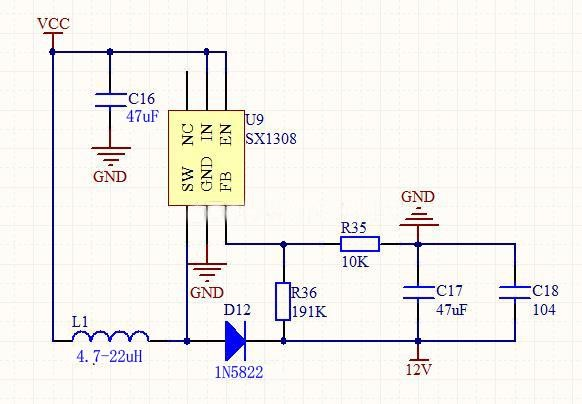 VCC
C16
47uF
GND
U9
SX1308
NC
IN
EN
SW
GND
FB
GND
R35
10K
GND
R36
191K
C17
47uF
C18
104
L1
4.7-22uH
D12
1N5822
12V